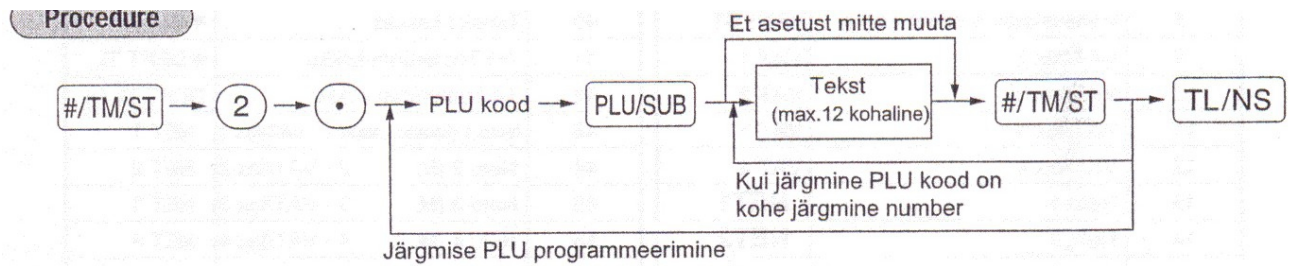 Procedure
Et asetust mitte muuta
#/TM/ST 2 • PLU kood PLU/SUB Tekst #/TM/ST TL/NS
(max.12 kohaline)
Kui järgmine PLU kood on
kohe järgmine number
Järgmise PLU programmeerimine